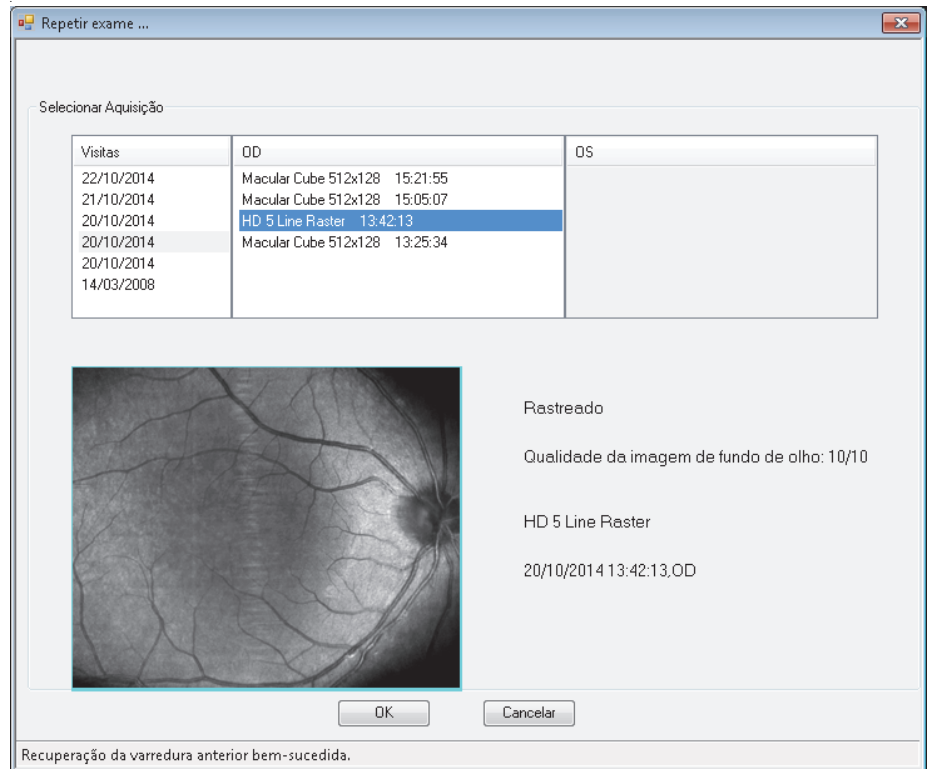 Repetir exame ...
Selecionar Aquisição
Visitas OD OS
22/10/2014 Macular Cube 512x128 15:21:55
21/10/2014 Macular Cube 512x128 15:05:07
20/10/2014 HD 5 Line Raster 13:42:13
20/10/2014 Macular Cube 512x128 13:25:34
20/10/2014
14/03/2008
Rastreado
Qualidade da imagem de fundo de olho: 10/10
HD 5 Line Raster
20/10/2014 13:42:13,OD
OK Cancelar
Recuperação da varredura anterior bem-sucedida.